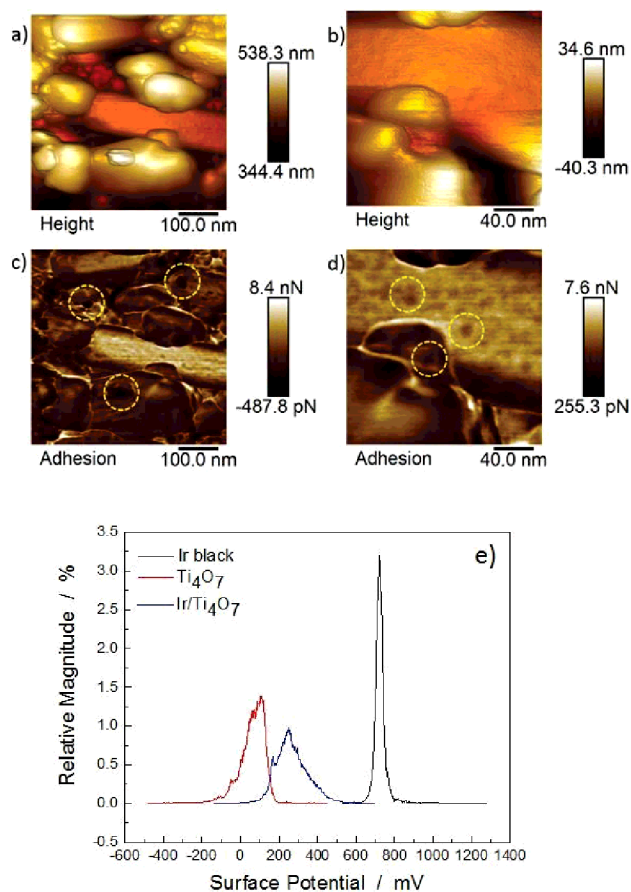 a)
538.3 nm
344.4 nm
Height
100.0 nm
b)
34.6 nm
-40.3 nm
Height
40.0 nm
c)
8.4 nN
-487.8 pN
Adhesion
100.0 nm
d)
7.6 nN
255.3 pN
Adhesion
40.0 nm
e)
Ir black
Ti4O7
Ir/Ti4O7
Relative Magnitude / %
3.5
3.0
2.5
2.0
1.5
1.0
0.5
0.0
-0.5
-600 -400 -200 0 200 400 600 800 1000 1200 1400
Surface Potential / mV